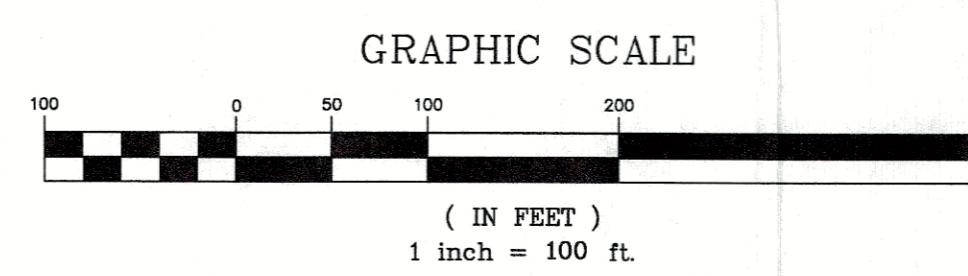 GRAPHIC SCALE
100 0 50 100 200
( IN FEET )
1 inch = 100 ft.